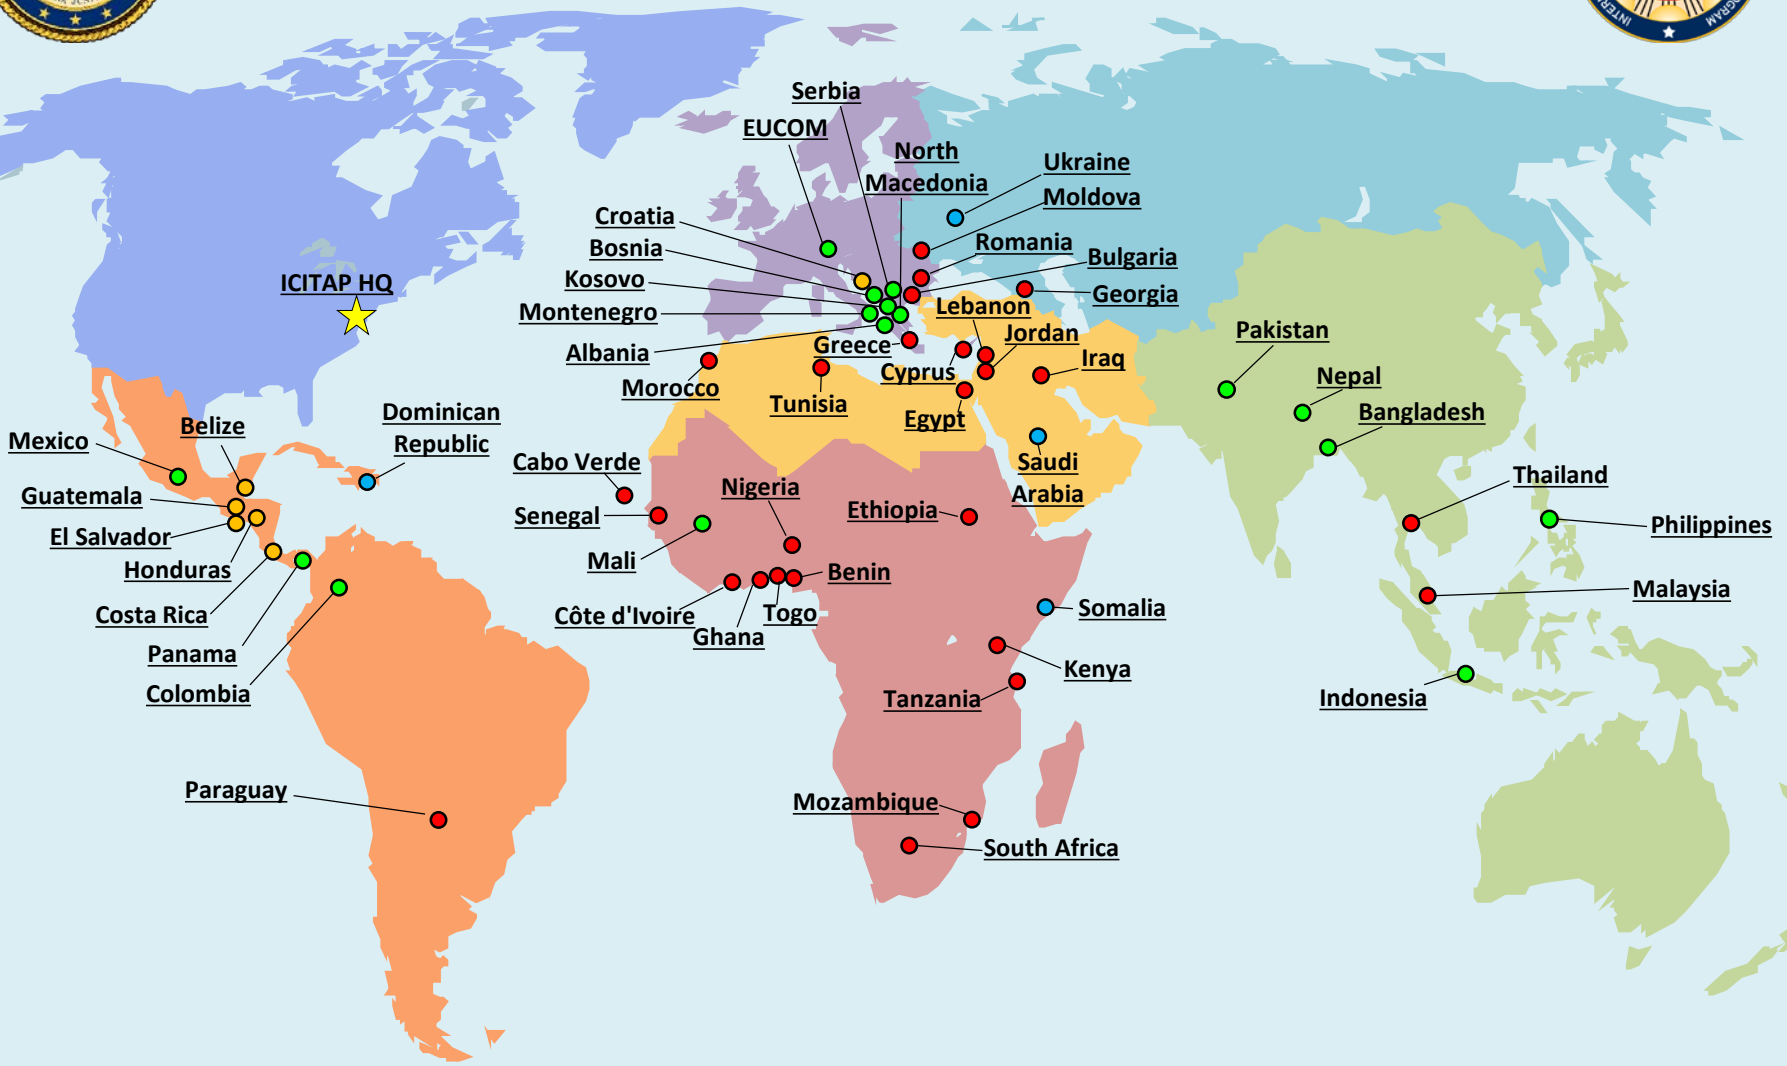 INTERN
OGRAM
Serbia
EUCOM
North
Macedonia
Ukraine
Moldova
Croatia
Bosnia
Romania
Bulgaria
Kosovo
ICITAP HQ
Georgia
Lebanon
Montenegro
Jordan
Pakistan
Albania
Greece
Iraq
Cyprus
Morocco
Nepal
Tunisia
Egypt
Bangladesh
Dominican
Republic
Belize
Mexico
Cabo Verde
Saudi
Arabia
Thailand
Nigeria
Guatemala
Ethiopia
Senegal
Philippines
El Salvador
Mali
Honduras
Benin
Malaysia
Costa Rica
Côte d'Ivoire
Togo
Somalia
Ghana
Panama
Kenya
Colombia
Tanzania
Indonesia
Paraguay
Mozambique
South Africa